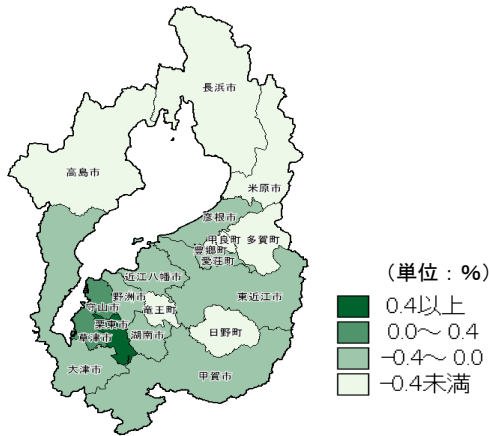 長浜市
高島市
米原市
彦根市
甲良町
多賀町
豊郷町
愛荘町
近江八幡市
東近江市
野洲市
竜王町
守山市
栗東市
草津市
湖南市
日野町
大津市
甲賀市
（単位：％）
0.4以上
0.0～ 0.4
−0.4～ 0.0
−0.4未満